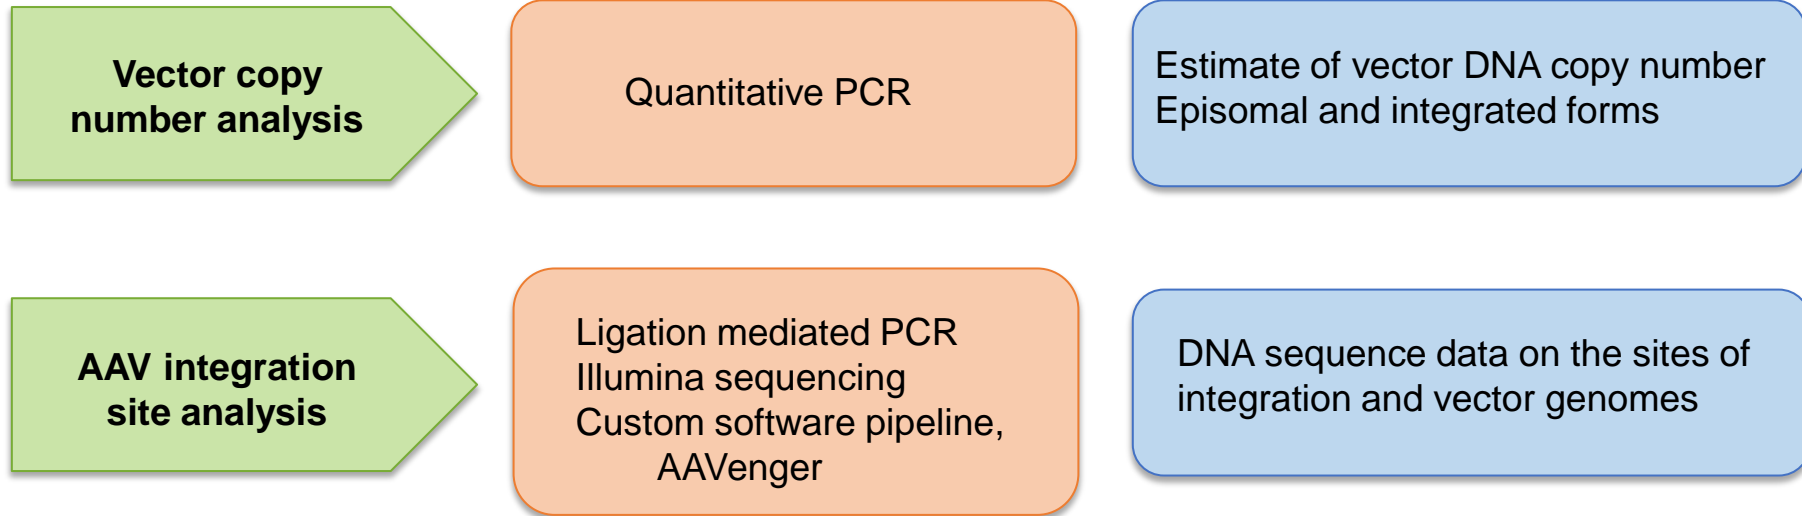 Vector copy
number analysis
Quantitative PCR
Estimate of vector DNA copy number
Episomal and integrated forms
AAV integration
site analysis
Ligation mediated PCR
Illumina sequencing
Custom software pipeline,
AAVenger
DNA sequence data on the sites of
integration and vector genomes